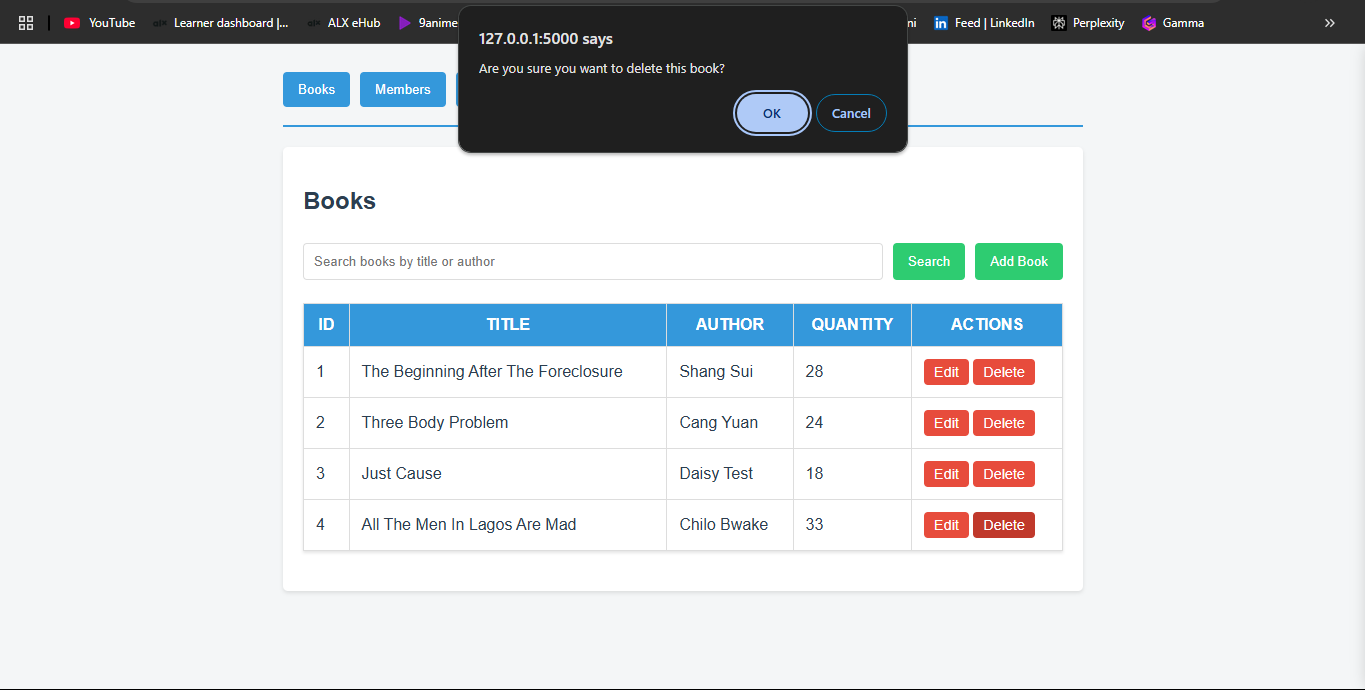 YouTube Learner dashboard |... ALX eHub 9anime Feed | LinkedIn Perplexity Gamma
127.0.0.1:5000 says
Are you sure you want to delete this book?
OK Cancel
Books Members
Books
Search books by title or author Search Add Book
ID TITLE AUTHOR QUANTITY ACTIONS
1 The Beginning After The Foreclosure Shang Sui 28 Edit Delete
2 Three Body Problem Cang Yuan 24 Edit Delete
3 Just Cause Daisy Test 18 Edit Delete
4 All The Men In Lagos Are Mad Chilo Bwake 33 Edit Delete